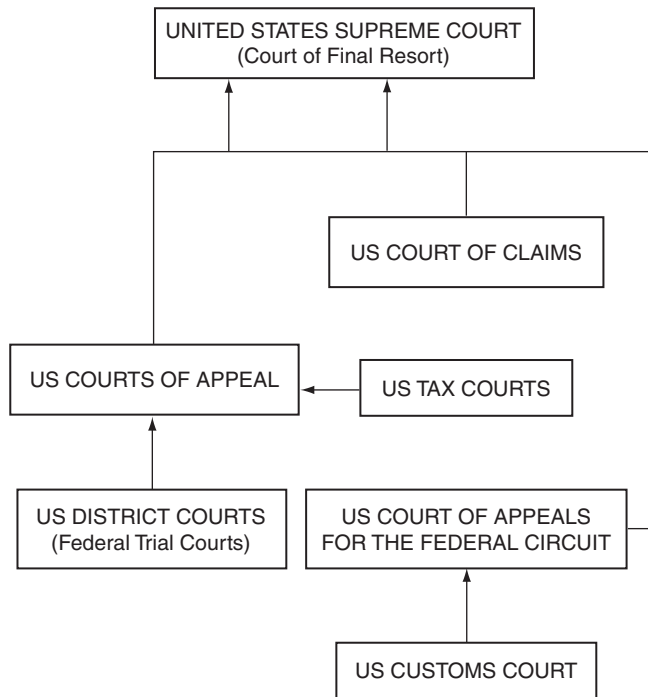 UNITED STATES SUPREME COURT
(Court of Final Resort)
US COURT OF CLAIMS
US COURTS OF APPEAL
US TAX COURTS
US DISTRICT COURTS
(Federal Trial Courts)
US COURT OF APPEALS
FOR THE FEDERAL CIRCUIT
US CUSTOMS COURT